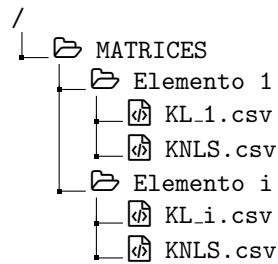 /
MATRICES
Elemento 1
KL_1.csv
KNLS.csv
Elemento i
KL_i.csv
KNLS.csv